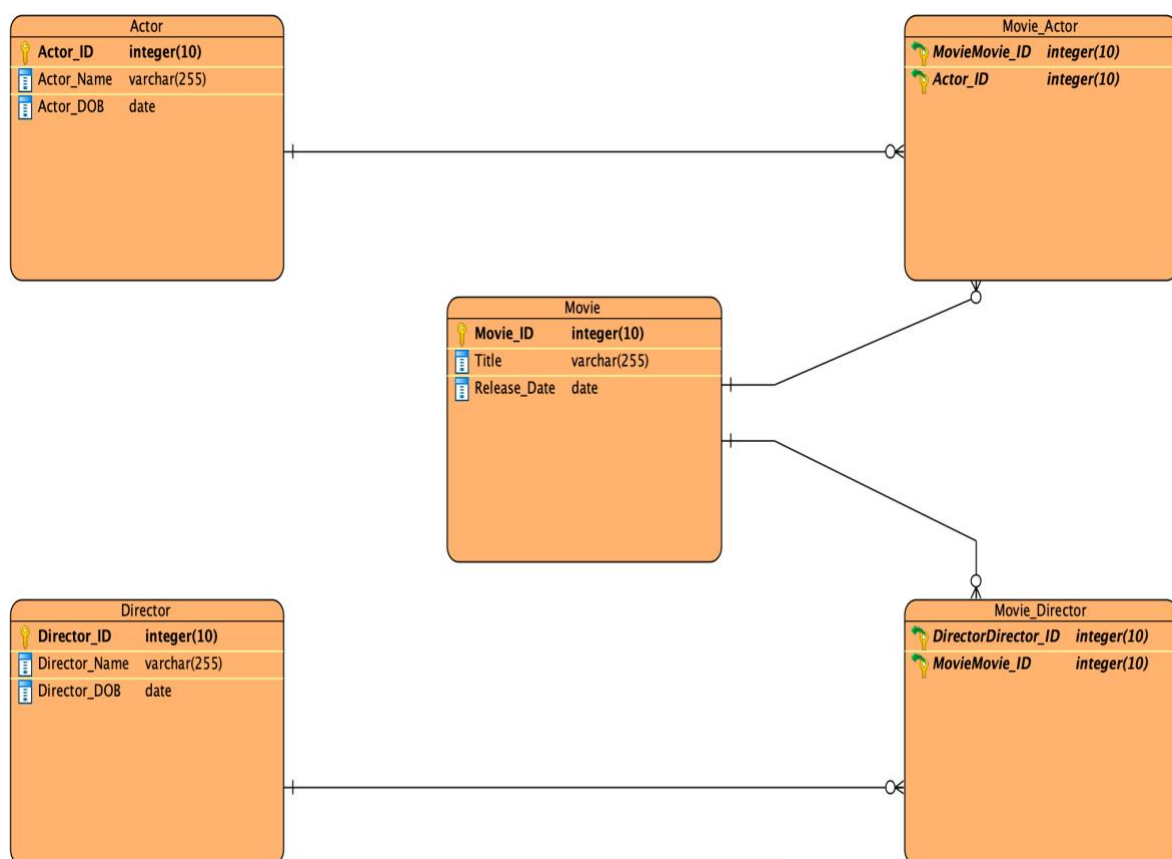 Actor
Actor_ID integer(10)
Actor_Name varchar(255)
Actor_DOB date
Movie_Actor
MovieMovie_ID integer(10)
Actor_ID integer(10)
Movie
Movie_ID integer(10)
Title varchar(255)
Release_Date date
Director
Director_ID integer(10)
Director_Name varchar(255)
Director_DOB date
Movie_Director
DirectorDirector_ID integer(10)
MovieMovie_ID integer(10)